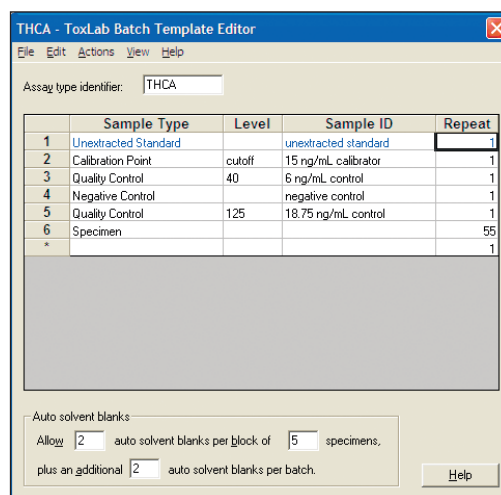 THCA - ToxLab Batch Template Editor
File Edit Actions View Help
Assay type identifier: THCA
Sample Type Level Sample ID Repeat
1 Unextracted Standard unextracted standard 1
2 Calibration Point cutoff 15 ng/mL calibrator 1
3 Quality Control 40 6 ng/mL control 1
4 Negative Control negative control 1
5 Quality Control 125 18.75 ng/mL control 1
6 Specimen 55
* 1
Auto solvent blanks
Allow 2 auto solvent blanks per block of 5 specimens,
plus an additional 2 auto solvent blanks per batch.
Help